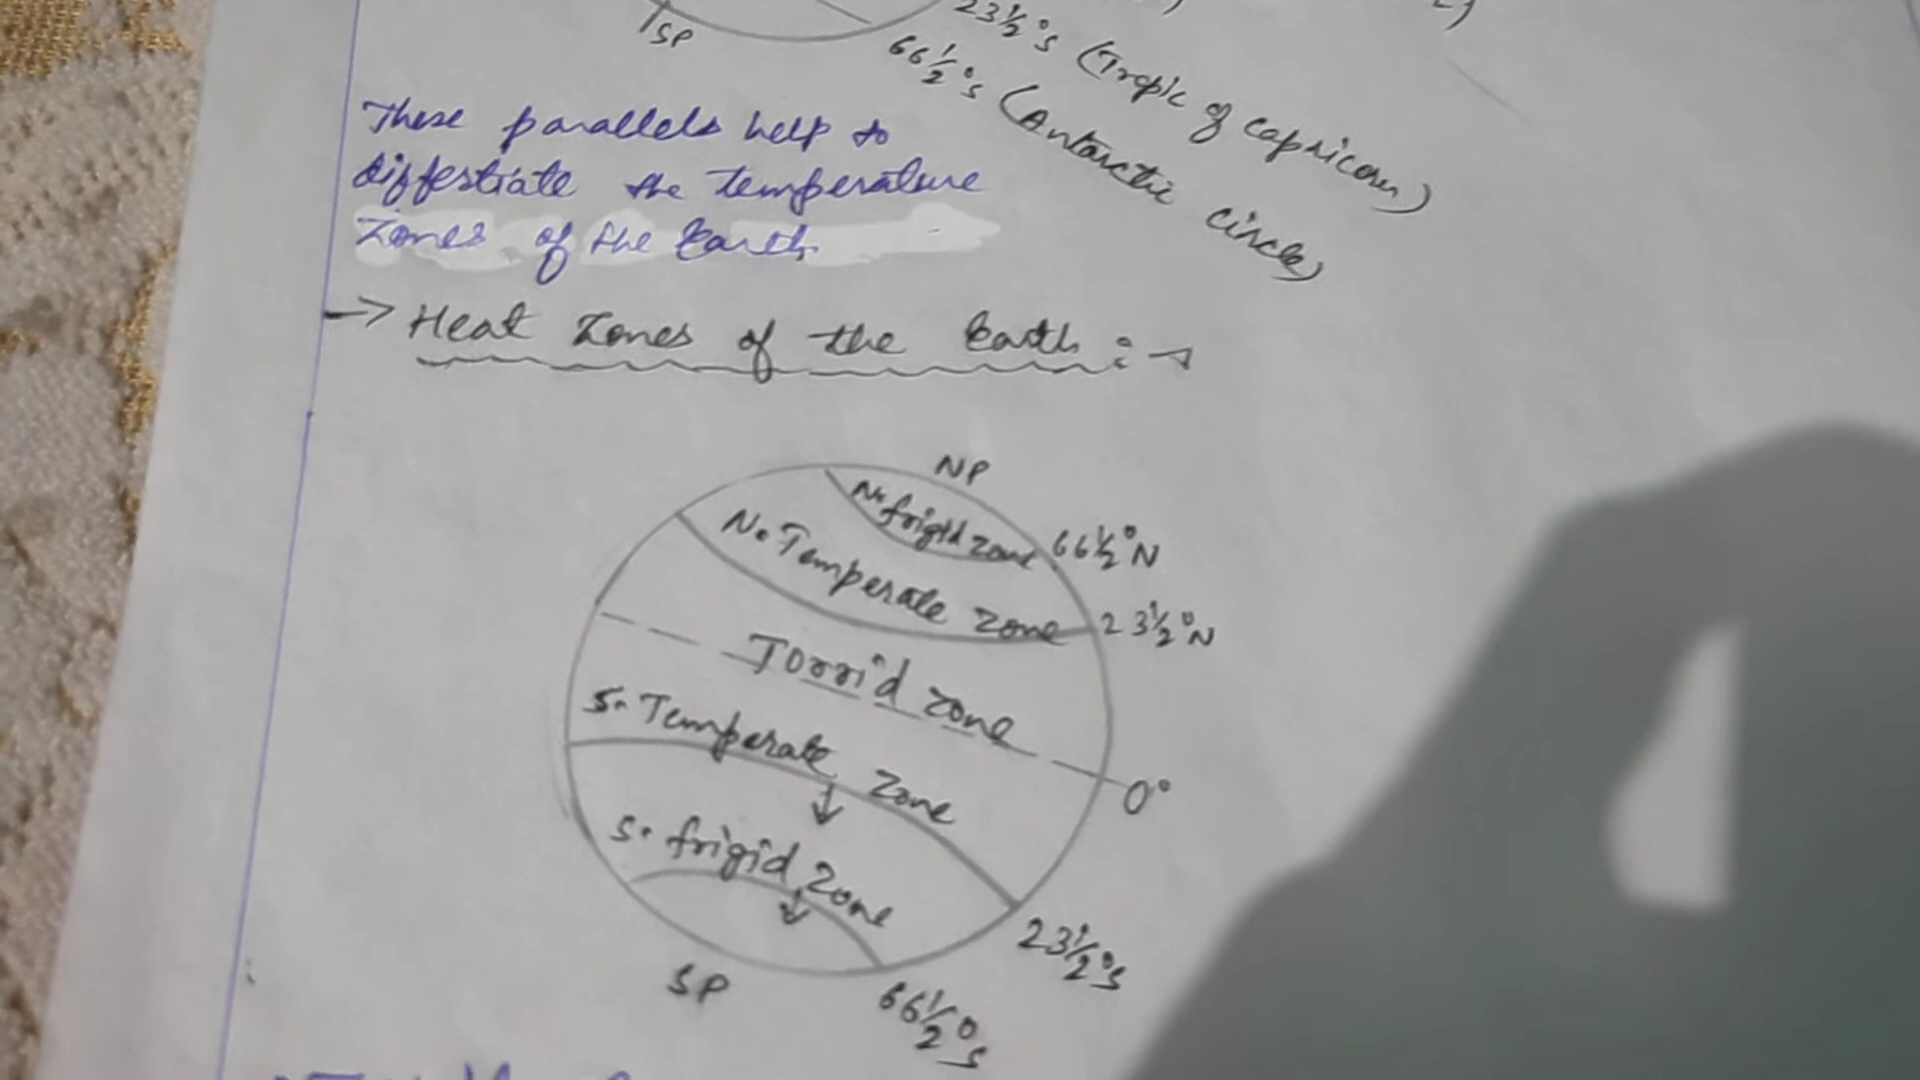 SP
23½°S (Tropic of Capricorn)
66½°S (Antarctic circle)
These parallels help to
diffestiate the temperature
Zones of the Earth
→ Heat Zones of the Earth :→
NP
N. frigid zone 66½°N
N. Temperate zone 23½°N
Torrid zone
0°
S. Temperate Zone
S. frigid Zone
23½°S
SP
66½°S